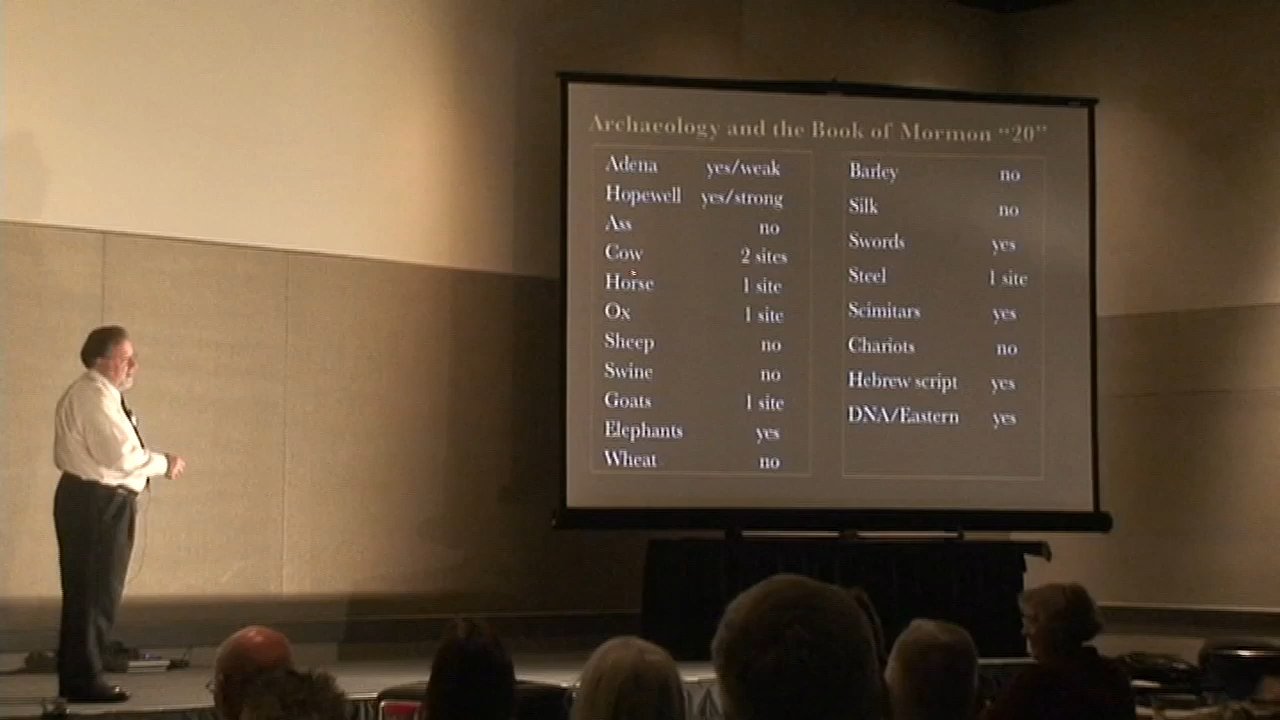 Archaeology and the Book of Mormon “20”
Adena yes/weak
Hopewell yes/strong
Ass no
Cow 2 sites
Horse 1 site
Ox 1 site
Sheep no
Swine no
Goats 1 site
Elephants yes
Wheat no
Barley no
Silk no
Swords yes
Steel 1 site
Scimitars yes
Chariots no
Hebrew script yes
DNA/Eastern yes